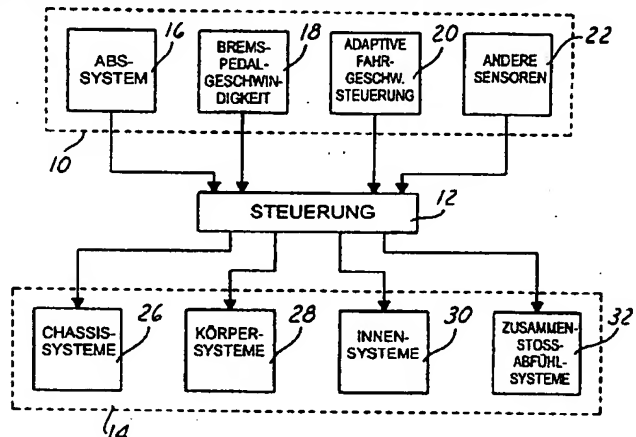 16
18
20
22
ABS-
SYSTEM
BREMS-
PEDAL-
GESCHWIN-
DIGKEIT
ADAPTIVE
FAHR-
GESCHW.
STEUERUNG
ANDERE
SENSOREN
10
STEUERUNG
12
CHASSIS-
SYSTEME
26
KÖRPER-
SYSTEME
28
INNEN-
SYSTEME
30
ZUSAMMEN-
STOSS-
ABFÜHL-
SYSTEME
32
14